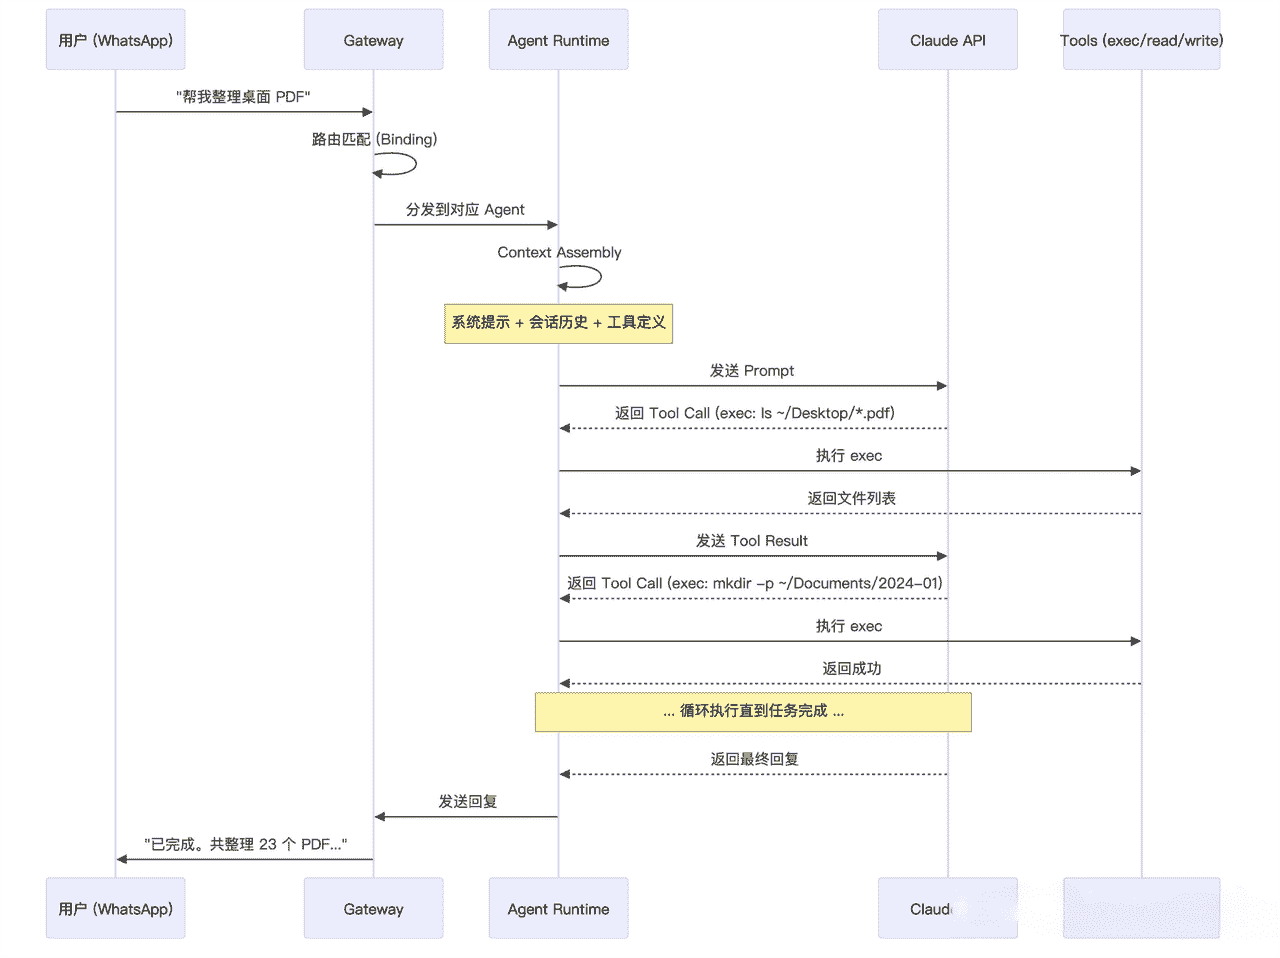 用户 (WhatsApp)
Gateway
Agent Runtime
Claude API
Tools (exec/read/write)
"帮我整理桌面 PDF"
路由匹配 (Binding)
分发到对应 Agent
Context Assembly
系统提示 + 会话历史 + 工具定义
发送 Prompt
返回 Tool Call (exec: ls ~/Desktop/*.pdf)
执行 exec
返回文件列表
发送 Tool Result
返回 Tool Call (exec: mkdir -p ~/Documents/2024-01)
执行 exec
返回成功
... 循环执行直到任务完成 ...
返回最终回复
发送回复
"已完成。共整理 23 个 PDF..."
用户 (WhatsApp)
Gateway
Agent Runtime
Claude